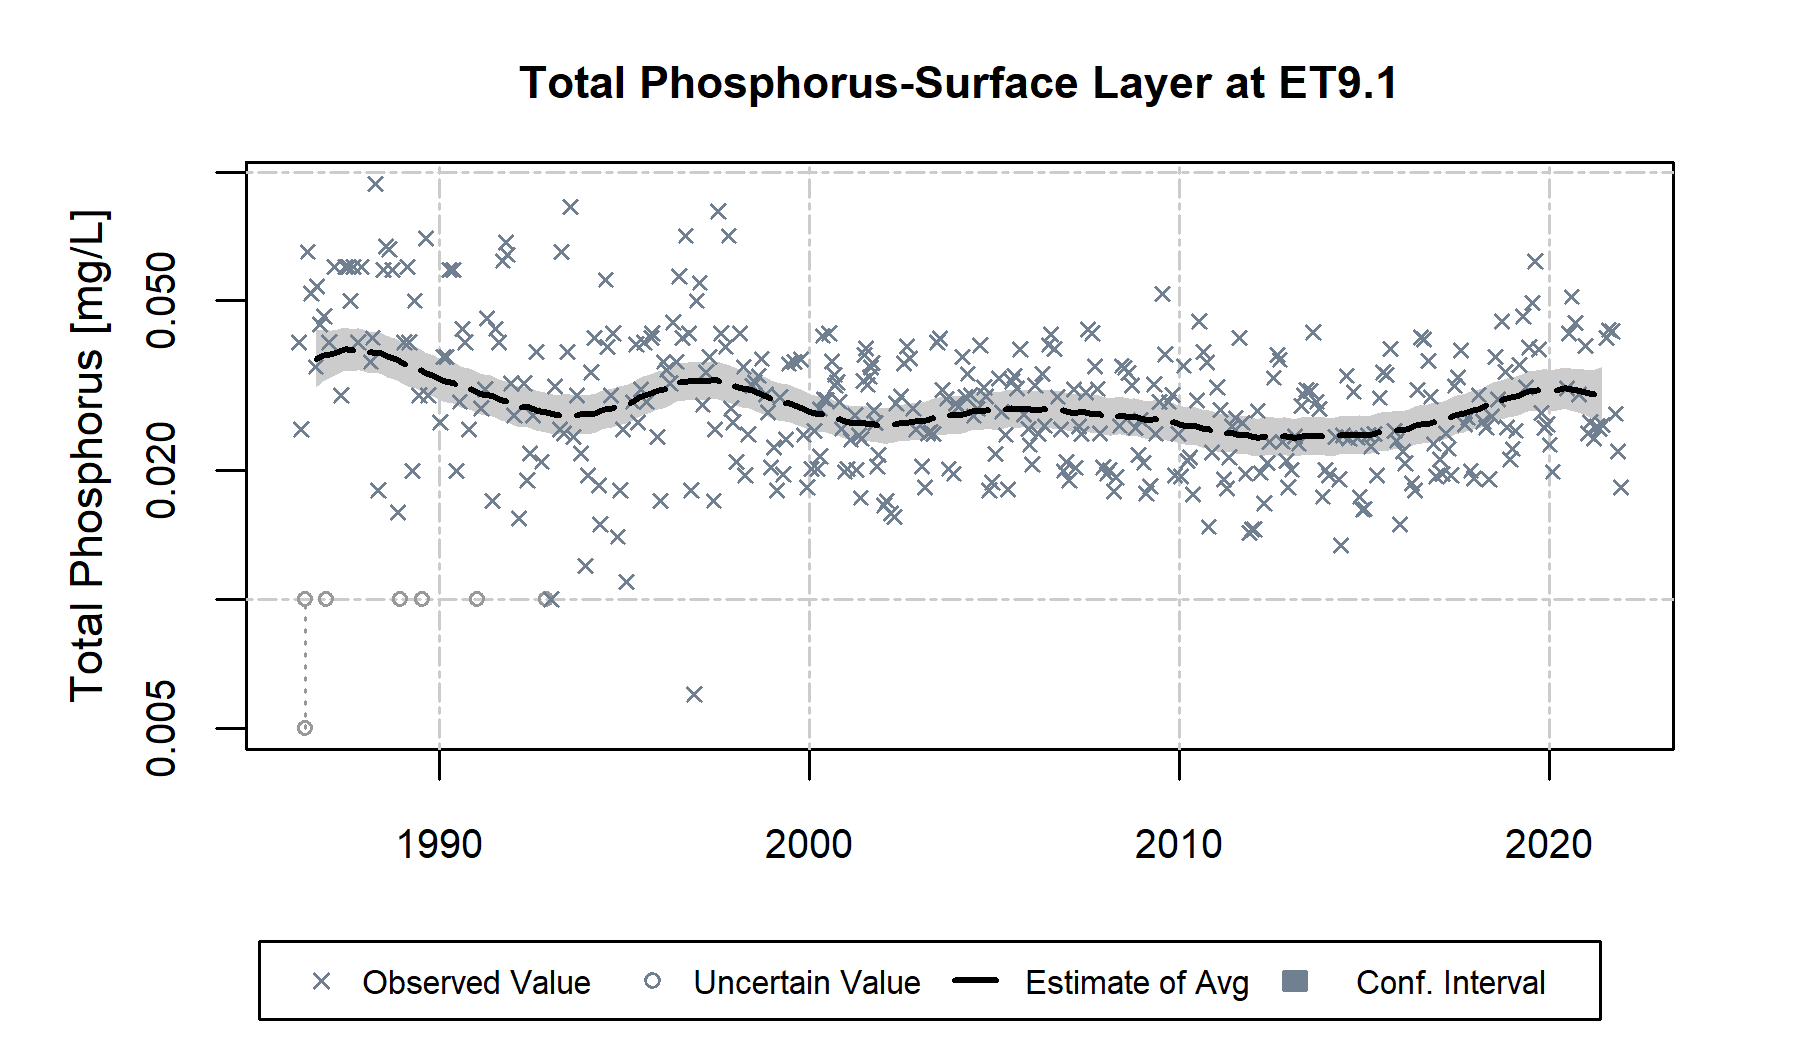 Total Phosphorus-Surface Layer at ET9.1
Total Phosphorus [mg/L]
0.050
0.020
0.005
1990 2000 2010 2020
Observed Value Uncertain Value Estimate of Avg Conf. Interval